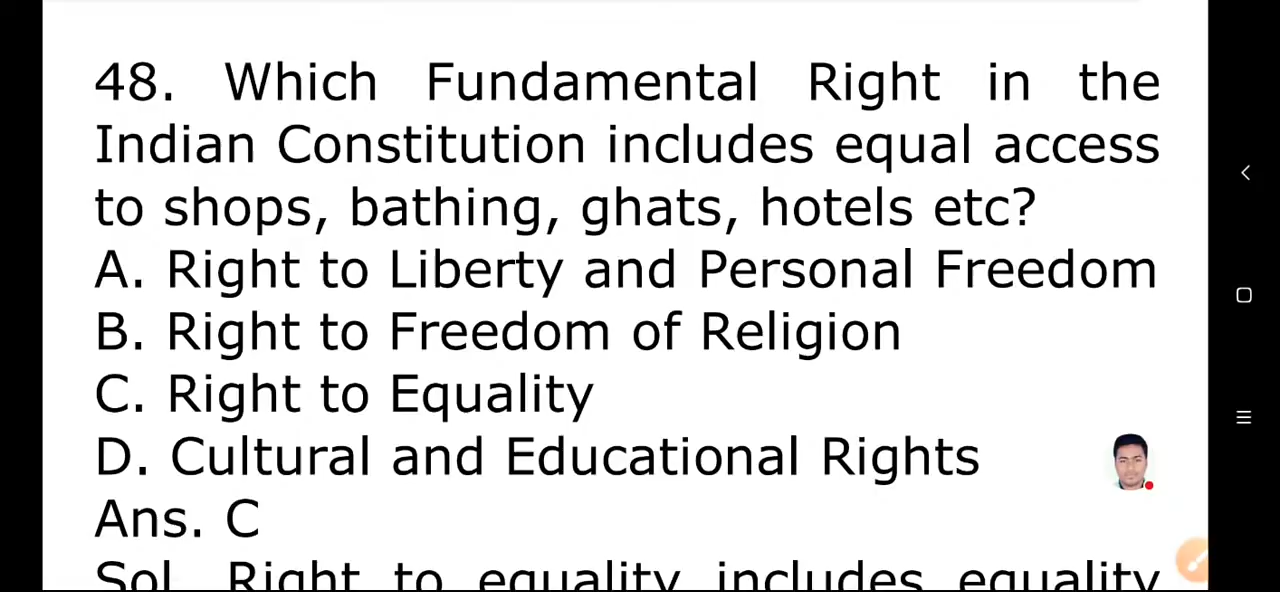 48. Which Fundamental Right in the
Indian Constitution includes equal access
to shops, bathing, ghats, hotels etc?
A. Right to Liberty and Personal Freedom
B. Right to Freedom of Religion
C. Right to Equality
D. Cultural and Educational Rights
Ans. C
Sol. Right to equality includes equality